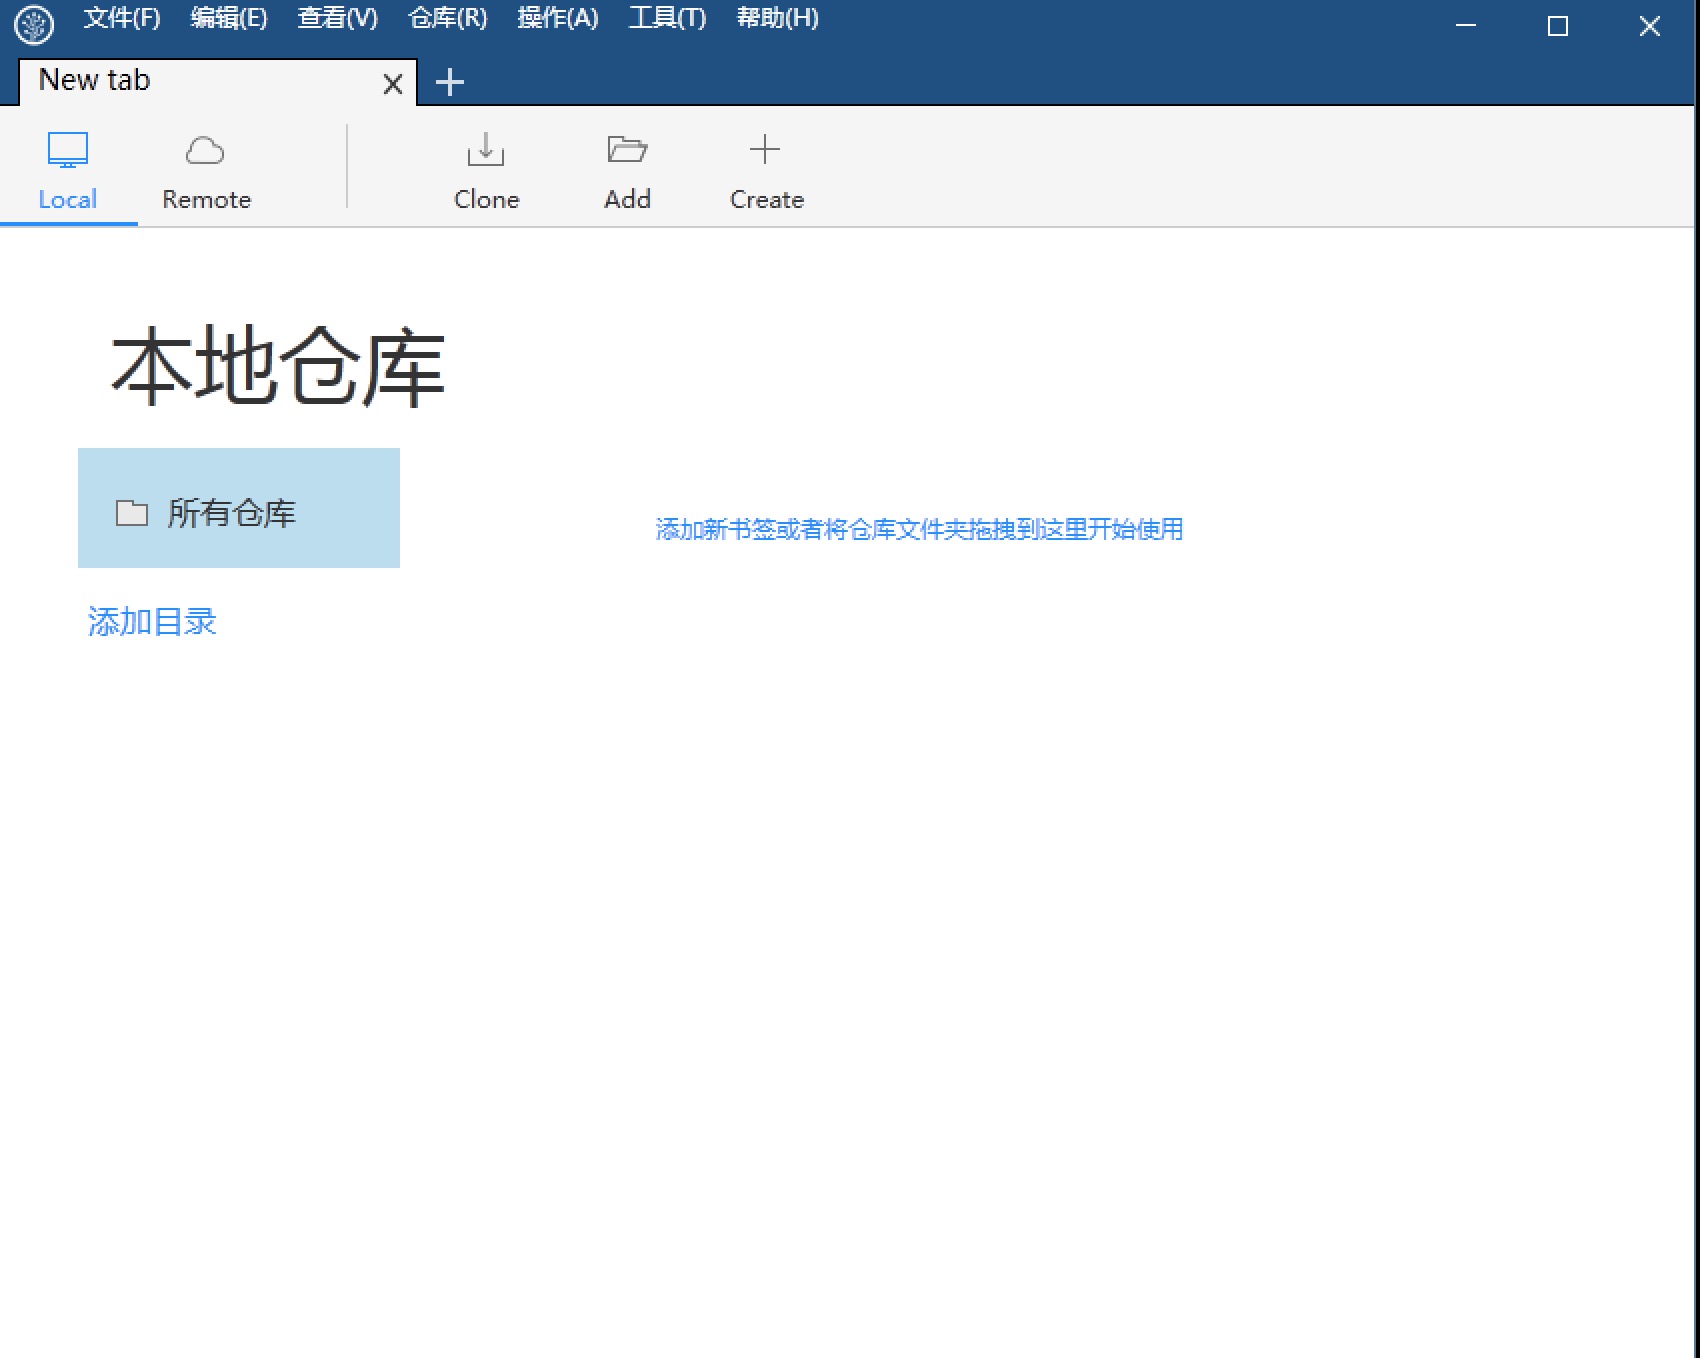 文件(F) 编辑(E) 查看(V) 仓库(R) 操作(A) 工具(T) 帮助(H)
New tab
Local Remote Clone Add Create
本地仓库
所有仓库
添加新书签或者将仓库文件夹拖拽到这里开始使用
添加目录